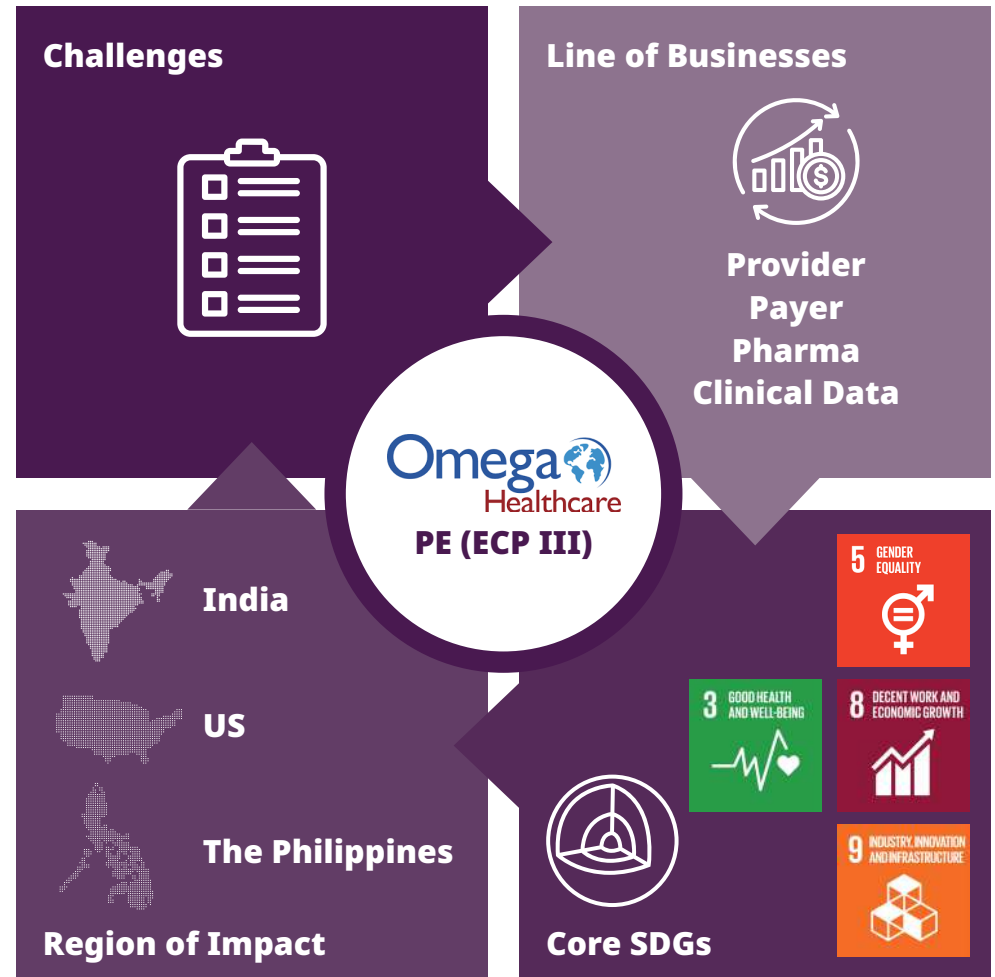 Challenges
Line of Businesses
$
Provider
Payer
Pharma
Clinical Data
Omega
Healthcare
PE (ECP III)
India
US
The Philippines
Region of Impact
5 GENDER
EQUALITY
3 GOOD HEALTH
AND WELL-BEING
8 DECENT WORK AND
ECONOMIC GROWTH
9 INDUSTRY, INNOVATION
AND INFRASTRUCTURE
Core SDGs